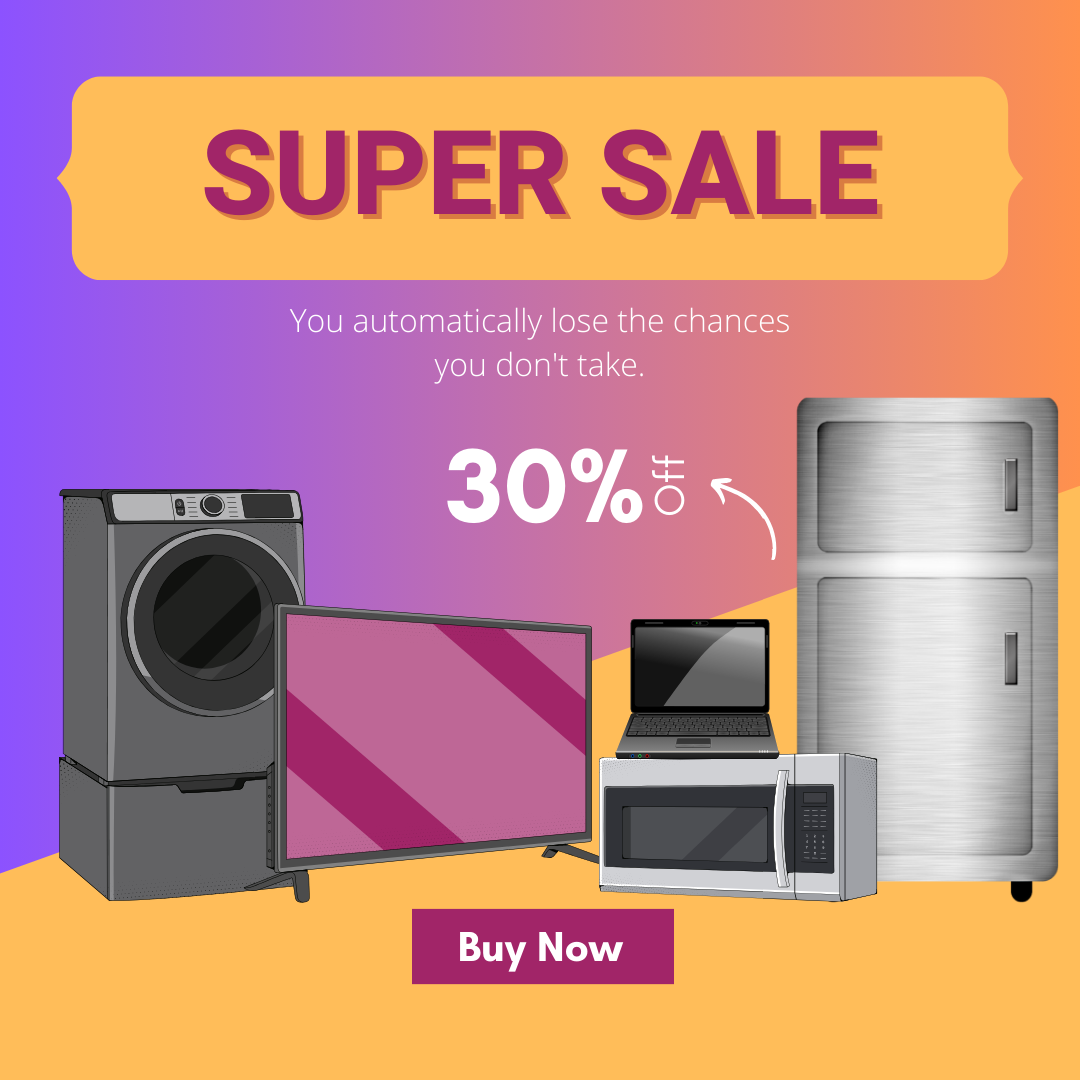 SUPER SALE
You automatically lose the chances
you don't take.
30% Off
Buy Now